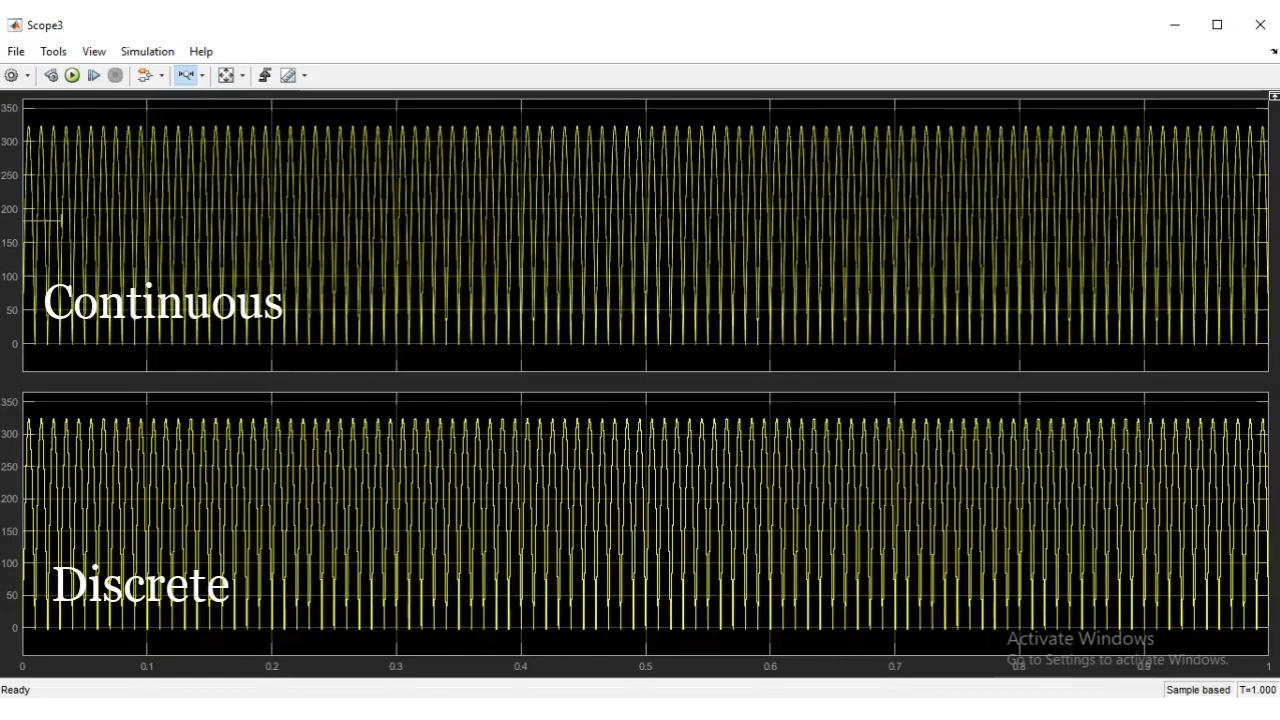 Scope3
File Tools View Simulation Help
350
300
250
200
150
100
50
0
Continuous
350
300
250
200
150
100
50
0
Discrete
Activate Windows
Go to Settings to activate Windows.
0 0.1 0.2 0.3 0.4 0.5 0.6 0.7 0.8 0.9 1
Ready
Sample based T=1.000